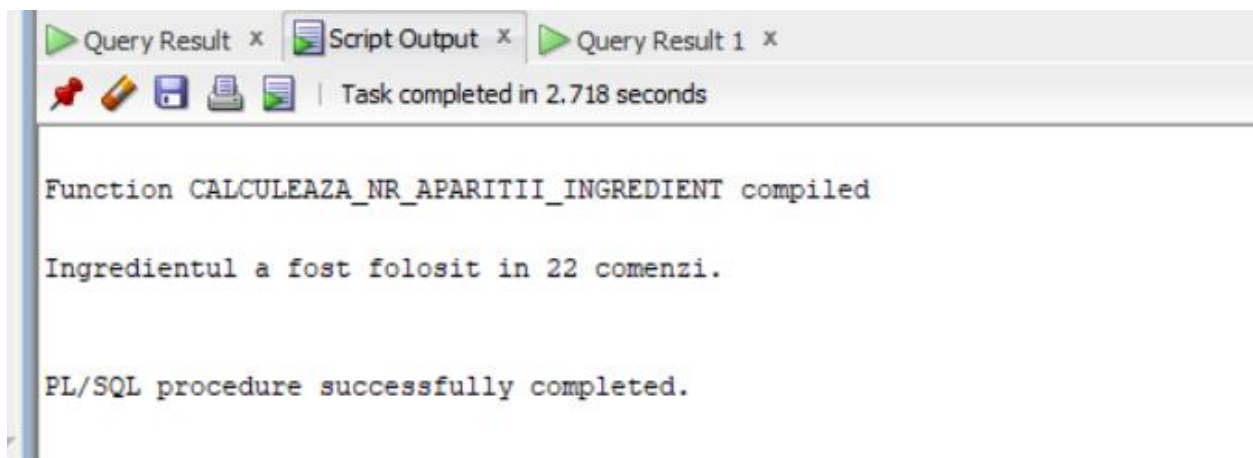 Query Result x Script Output x Query Result 1 x
Task completed in 2.718 seconds
Function CALCULEAZA_NR_APARITII_INGREDIENT compiled
Ingredientul a fost folosit in 22 comenzi.
PL/SQL procedure successfully completed.